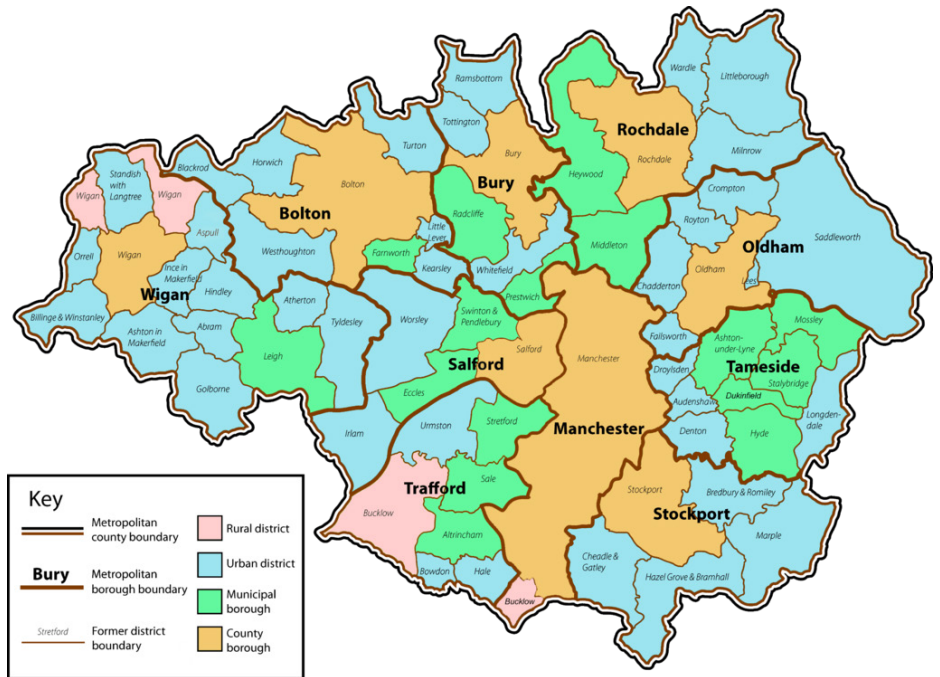 Ramsbottom
Wardle
Littleborough
Tottington
Rochdale
Turton
Bury
Rochdale
Milnrow
Blackrod
Horwich
Standish
with
Langtree
Wigan
Wigan
Bolton
Bury
Heywood
Crompton
Radcliffe
Bolton
Royton
Aspull
Little
Lever
Oldham
Saddleworth
Middleton
Westhoughton
Farnworth
Wigan
Orrell
Kearsley
Whitefield
Oldham
Lees
Ince in
Makerfield
Wigan
Hindley
Chadderton
Atherton
Prestwich
Billinge & Winstanley
Swinton &
Pendlebury
Worsley
Tyldesley
Abram
Ashton in
Makerfield
Mossley
Failsworth
Ashton-
under-Lyne
Leigh
Salford
Salford
Manchester
Tameside
Droylsden
Stalybridge
Golborne
Eccles
Dukinfield
Audenshaw
Longden-
dale
Urmston
Stretford
Irlam
Manchester
Denton
Hyde
Trafford
Sale
Stockport
Bredbury & Romiley
Bucklow
Stockport
Altrincham
Marple
Cheadle &
Gatley
Bowdon
Hale
Hazel Grove & Bramhall
Bucklow
Key
Metropolitan
county boundary
Rural district
Bury
Metropolitan
borough boundary
Urban district
Municipal
borough
Stretford
Former district
boundary
County
borough